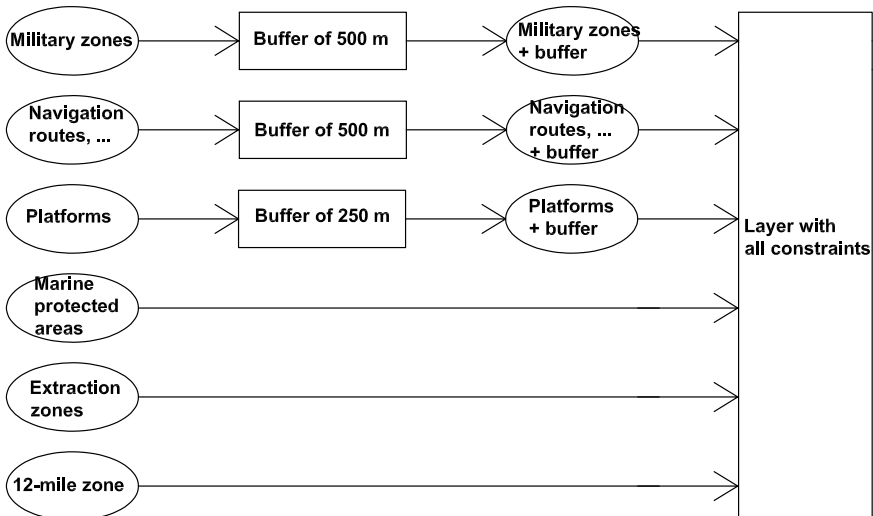 Military zones
Buffer of 500 m
Military zones
+ buffer
Navigation
routes, ...
Buffer of 500 m
Navigation
routes, ...
+ buffer
Platforms
Buffer of 250 m
Platforms
+ buffer
Layer with
all constraints
Marine
protected
areas
Extraction
zones
12-mile zone